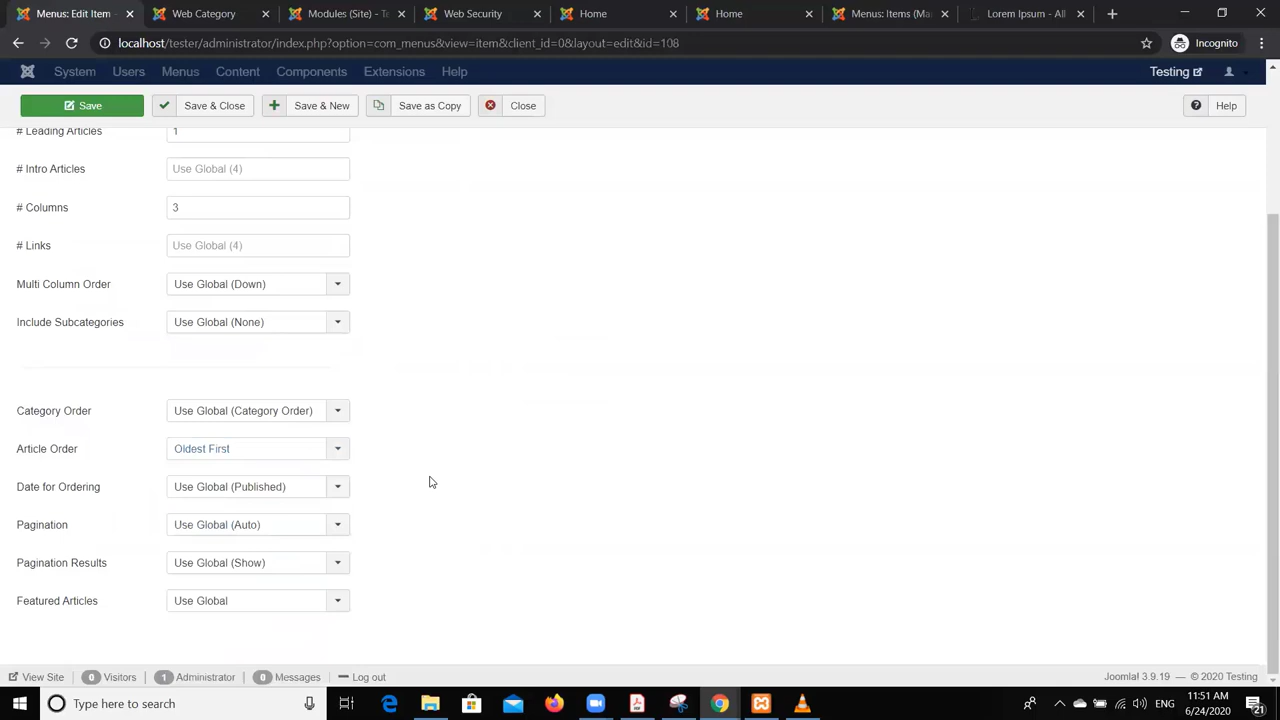 Menus: Edit Item
Web Category
Modules (Site) - Te
Web Security
Home
Home
Menus: Items (Ma
Lorem Ipsum - All
localhost/tester/administrator/index.php?option=com_menus&view=item&client_id=0&layout=edit&id=108
Incognito
System Users Menus Content Components Extensions Help
Testing
Save
Save & Close
Save & New
Save as Copy
Close
Help
# Leading Articles 1
# Intro Articles Use Global (4)
# Columns 3
# Links Use Global (4)
Multi Column Order Use Global (Down)
Include Subcategories Use Global (None)
Category Order Use Global (Category Order)
Article Order Oldest First
Date for Ordering Use Global (Published)
Pagination Use Global (Auto)
Pagination Results Use Global (Show)
Featured Articles Use Global
View Site 0 Visitors 1 Administrator 0 Messages Log out
Joomla! 3.9.19 — © 2020 Testing
Type here to search
ENG
11:51 AM
6/24/2020
21